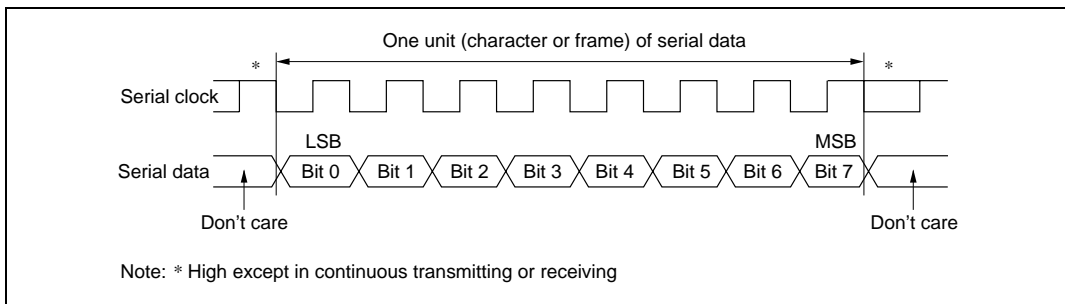 One unit (character or frame) of serial data
* *
Serial clock
LSB MSB
Serial data Bit 0 Bit 1 Bit 2 Bit 3 Bit 4 Bit 5 Bit 6 Bit 7
Don't care Don't care
Note: * High except in continuous transmitting or receiving